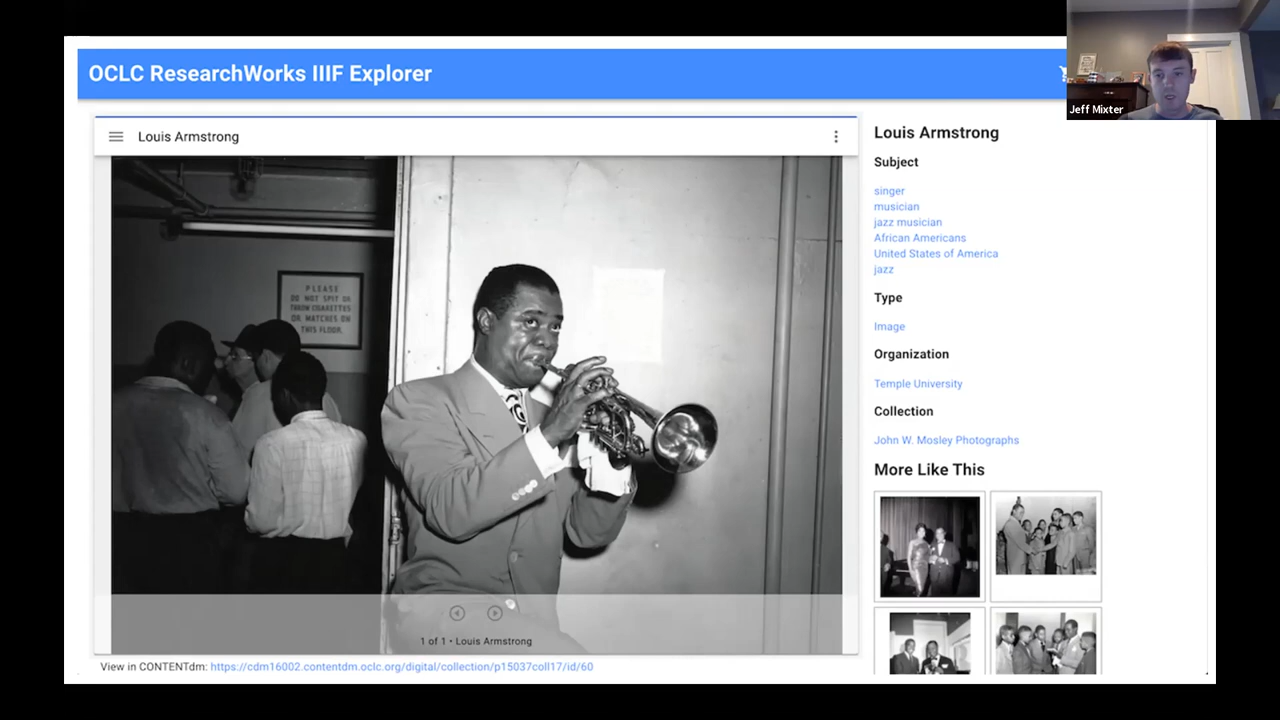 OCLC ResearchWorks IIIF Explorer
Jeff Mixter
Louis Armstrong
PLEASE
DO NOT SPIT OR
THROW CIGARETTES
OR MATCHES ON
THIS FLOOR.
1 of 1 • Louis Armstrong
View in CONTENTdm: https://cdm16002.contentdm.oclc.org/digital/collection/p15037coll17/id/60
Louis Armstrong
Subject
singer
musician
jazz musician
African Americans
United States of America
jazz
Type
Image
Organization
Temple University
Collection
John W. Mosley Photographs
More Like This